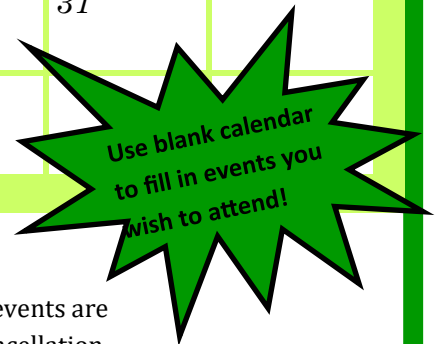 31
Use blank calendar
to fill in events you
wish to attend!
events are